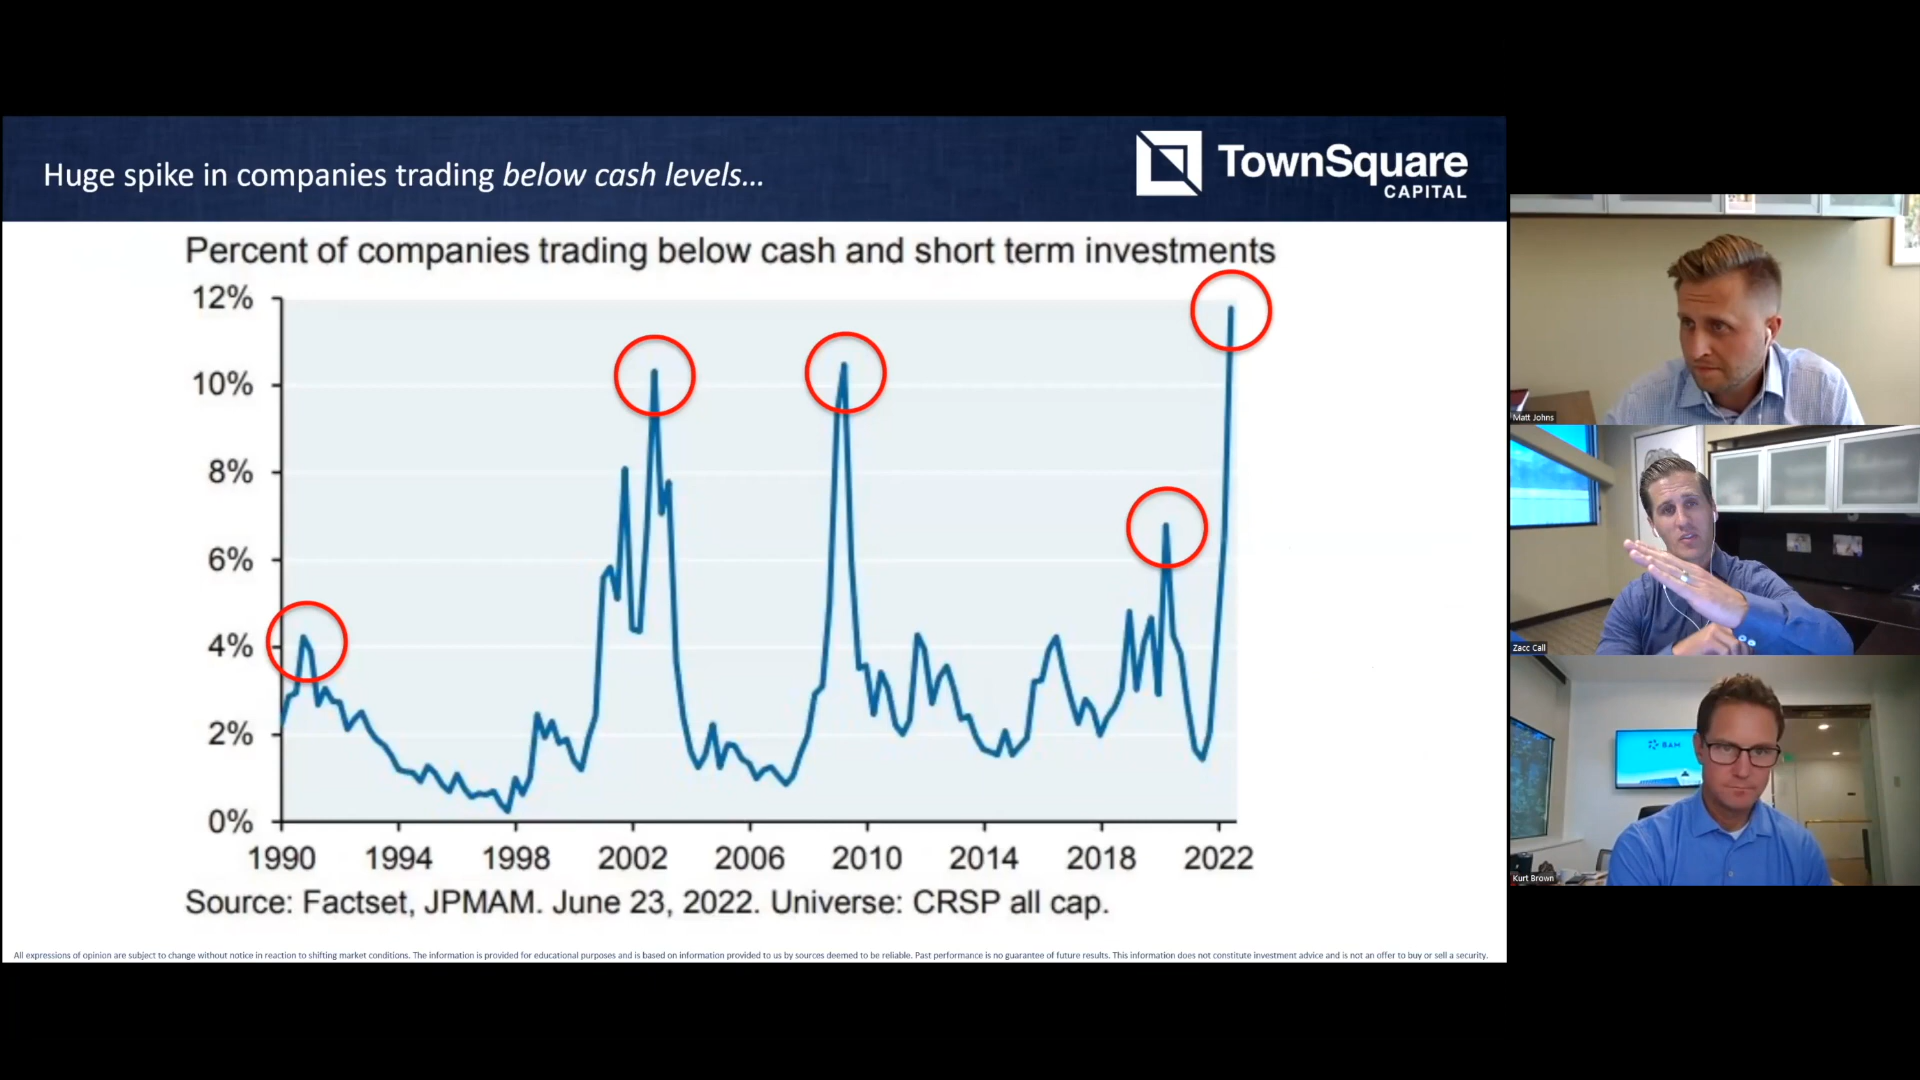 Huge spike in companies trading below cash levels...
TownSquare
CAPITAL
Percent of companies trading below cash and short term investments
12%
10%
8%
6%
4%
2%
0%
1990 1994 1998 2002 2006 2010 2014 2018 2022
Source: Factset, JPMAM. June 23, 2022. Universe: CRSP all cap.
All expressions of opinion are subject to change without notice in reaction to shifting market conditions. The information is provided for educational purposes and is based on information provided to us by sources deemed to be reliable. Past performance is no guarantee of future results. This information does not constitute investment advice and is not an offer to buy or sell a security.
Matt Johns
Zacc Call
BAM
Kurt Brown